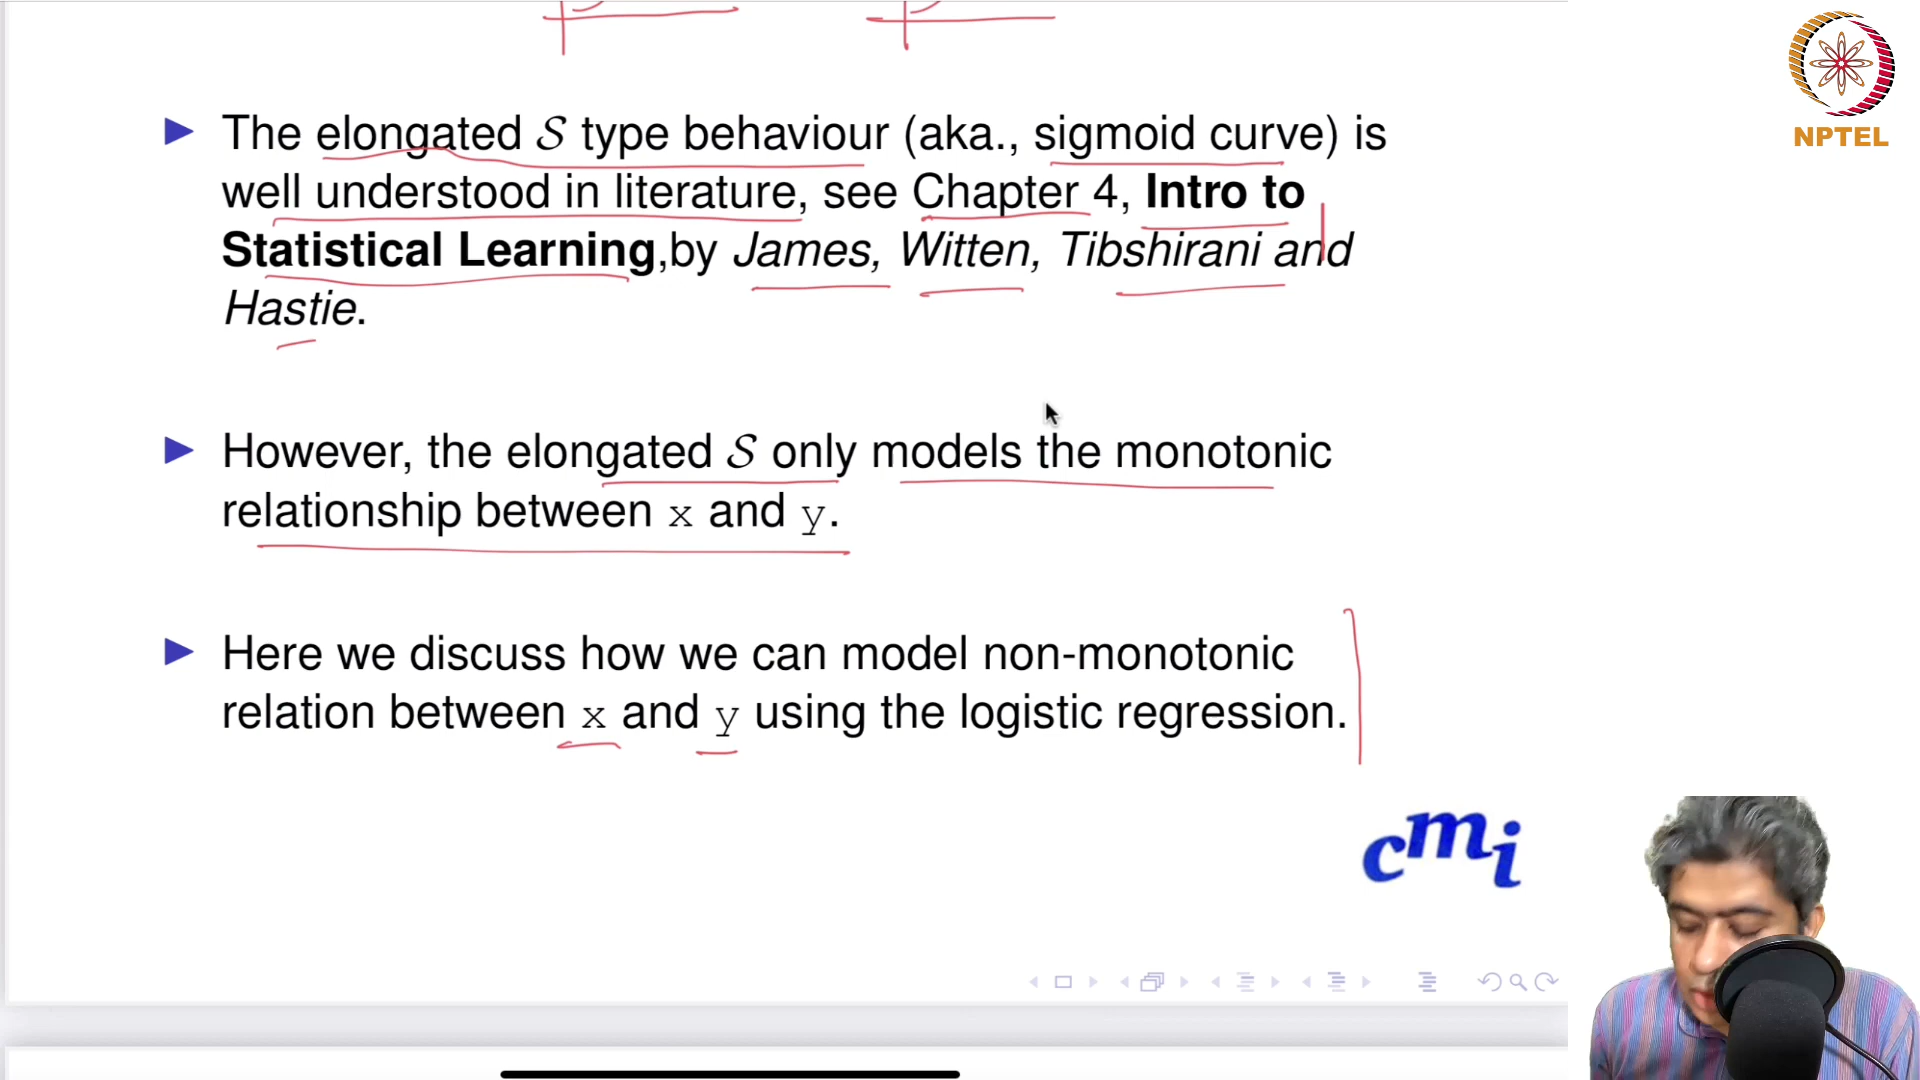 NPTEL
▶ The elongated 𝒮 type behaviour (aka., sigmoid curve) is
well understood in literature, see Chapter 4, Intro to
Statistical Learning,by James, Witten, Tibshirani and
Hastie.
▶ However, the elongated 𝒮 only models the monotonic
relationship between x and y.
▶ Here we discuss how we can model non-monotonic
relation between x and y using the logistic regression.
cmi